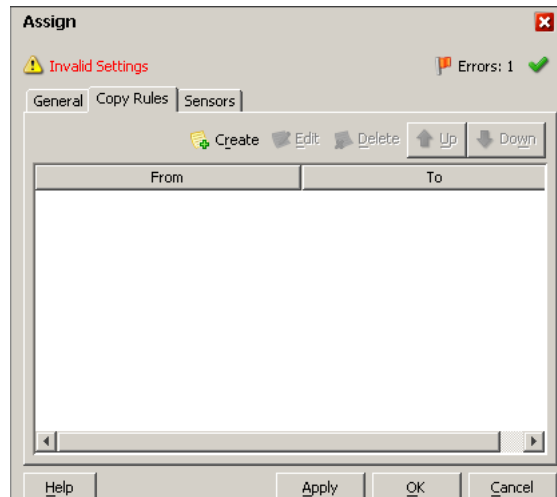 Assign
Invalid Settings Errors: 1
General Copy Rules Sensors
Create Edit Delete Up Down
From To
Help Apply OK Cancel